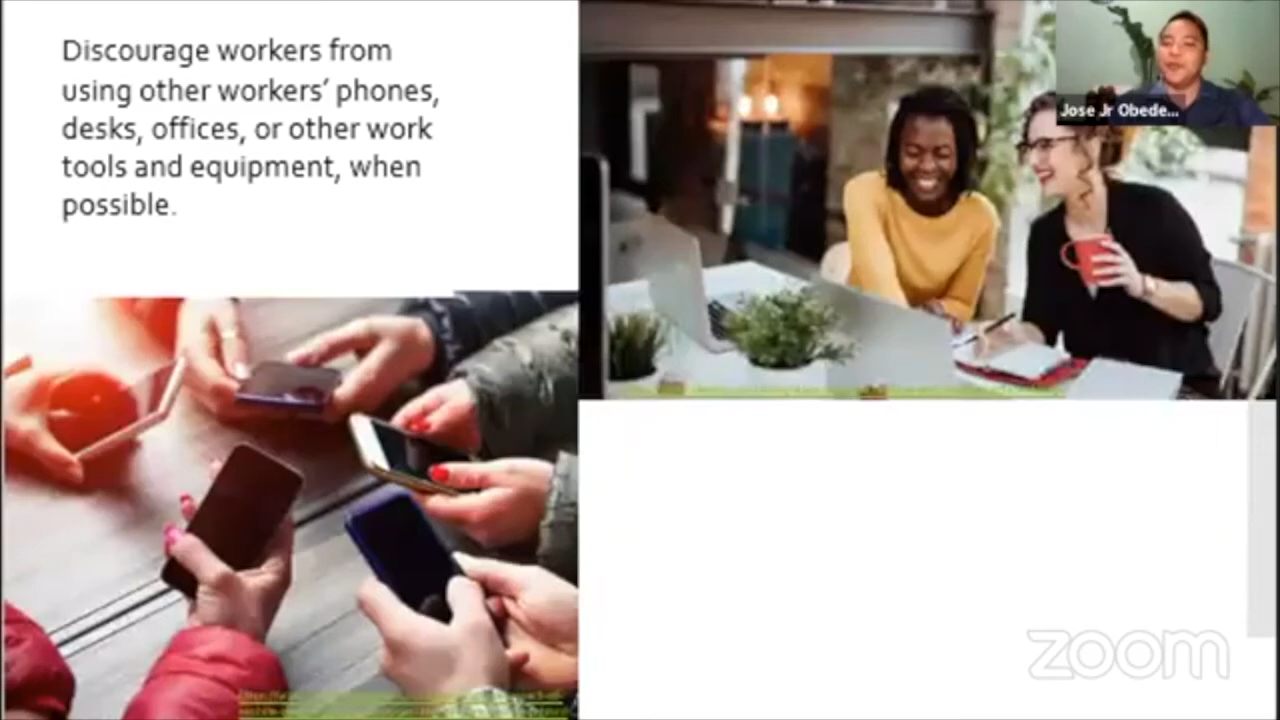 Discourage workers from
using other workers’ phones,
desks, offices, or other work
tools and equipment, when
possible.
Jose Jr Obede...
zoom